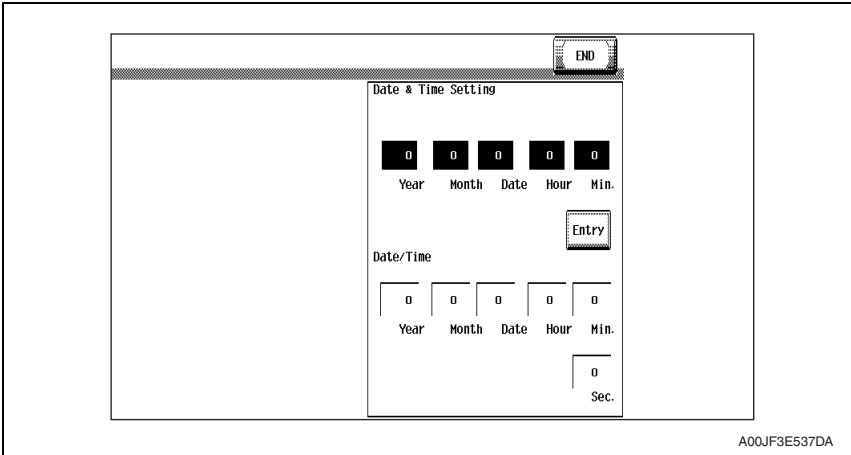 END
Date & Time Setting
0 0 0 0 0
Year Month Date Hour Min.
Entry
Date/Time
0 0 0 0 0
Year Month Date Hour Min.
0
Sec.
A00JF3E537DA